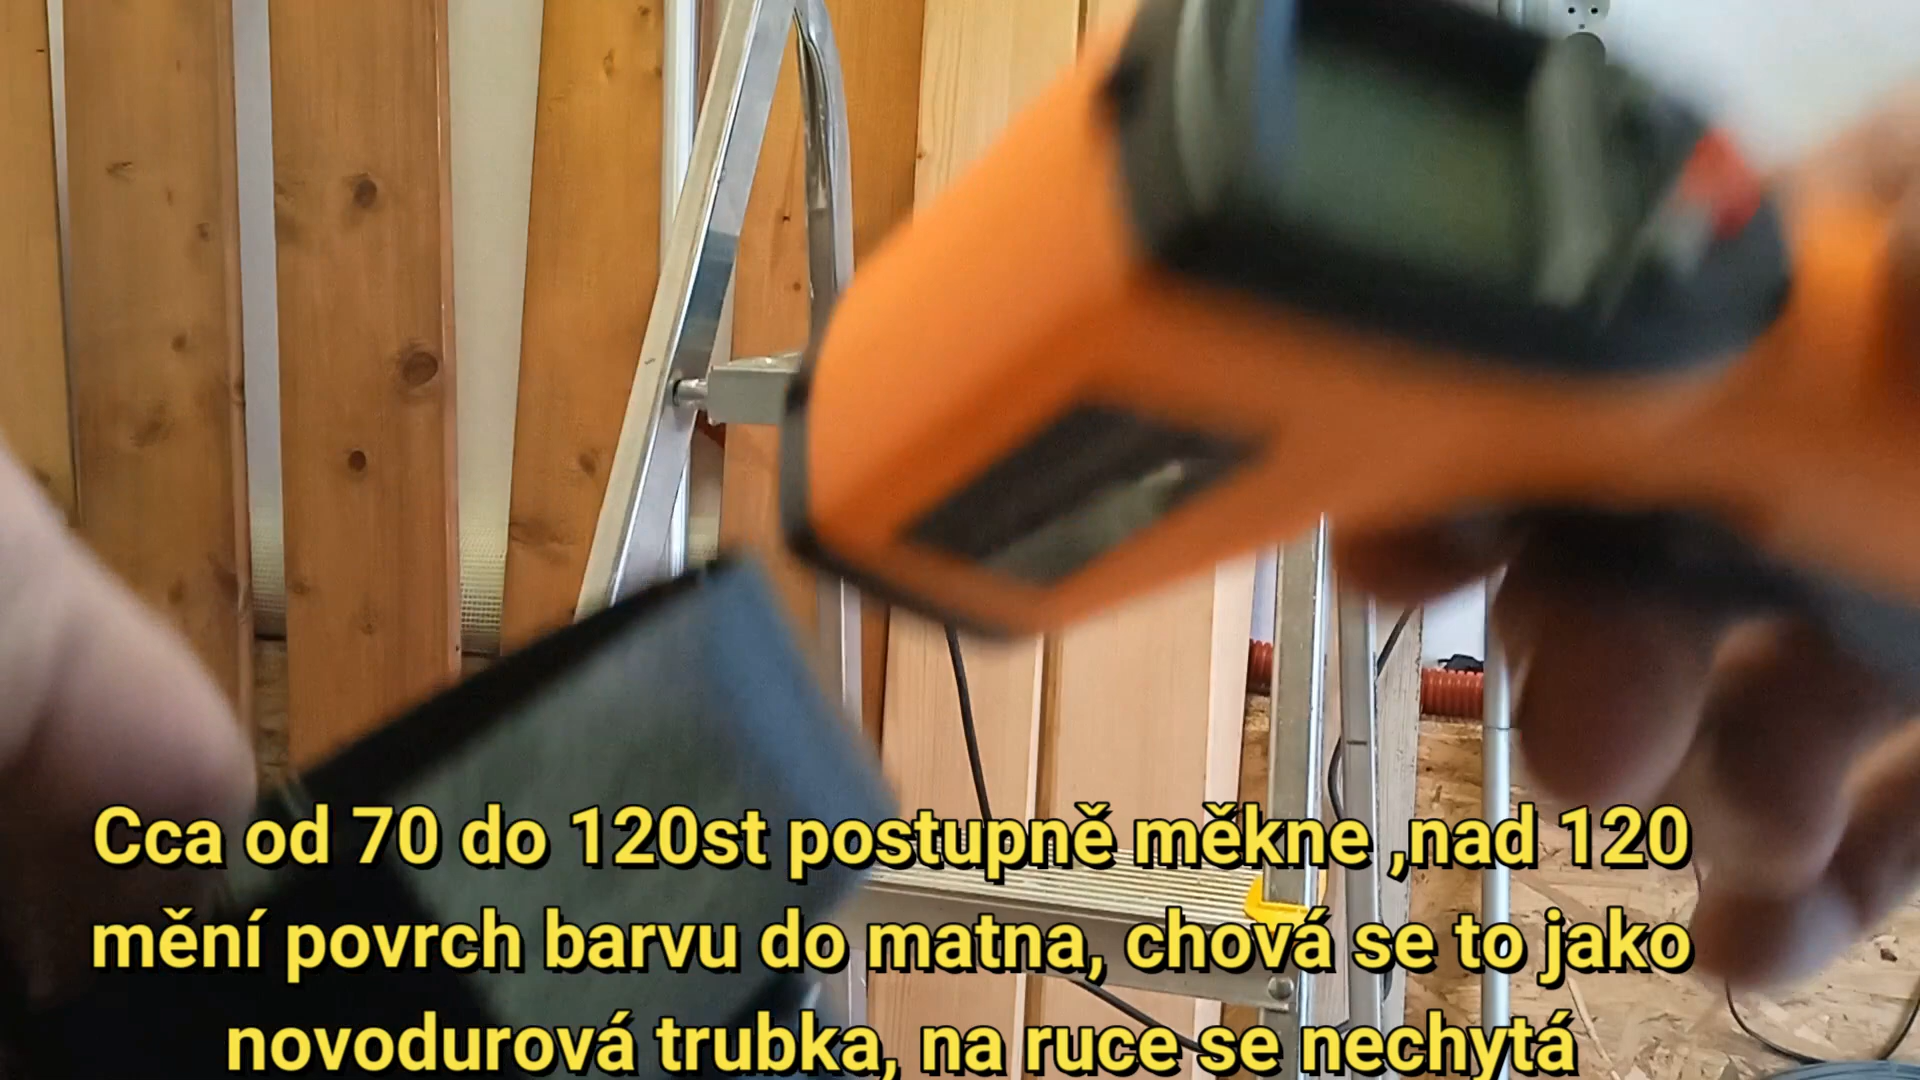 Cca od 70 do 120st postupně měkne ,nad 120
mění povrch barvu do matna, chová se to jako
novodurová trubka, na ruce se nechytá